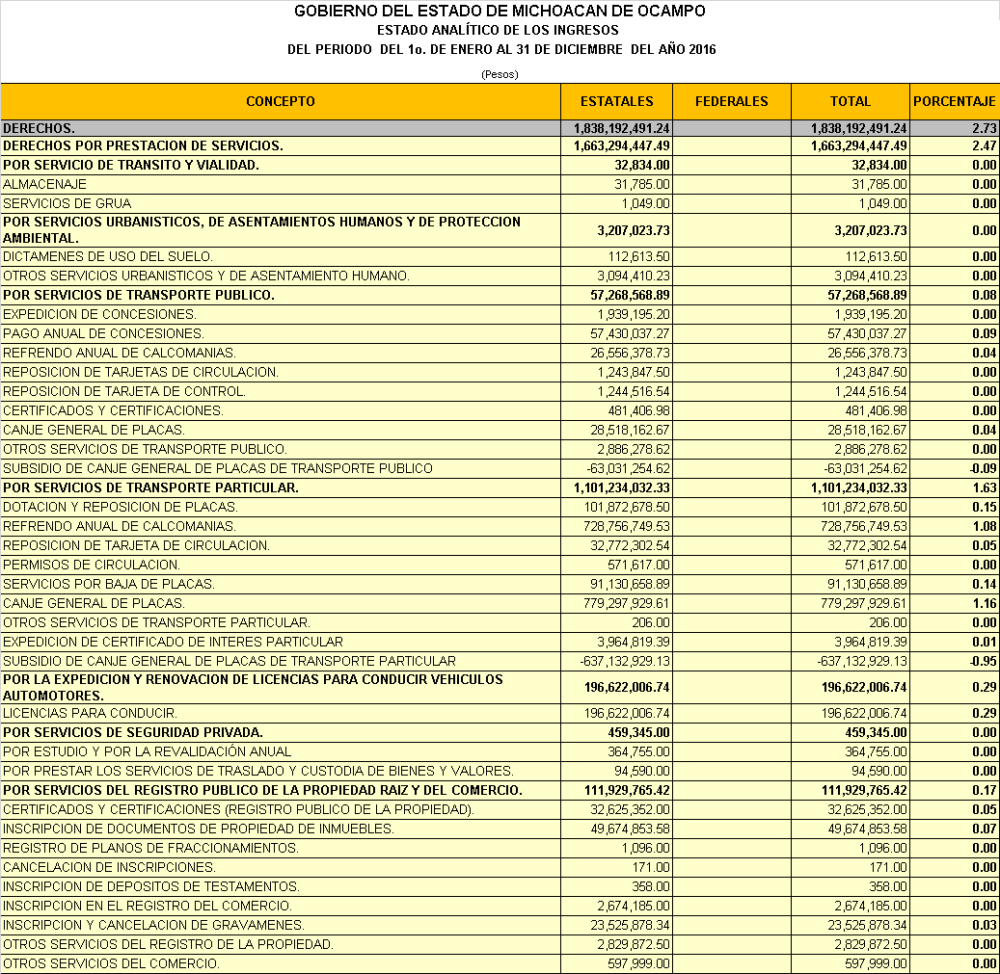 GOBIERNO DEL ESTADO DE MICHOACAN DE OCAMPO
ESTADO ANALÍTICO DE LOS INGRESOS
DEL PERIODO DEL 1o. DE ENERO AL 31 DE DICIEMBRE DEL AÑO 2016
(Pesos)
CONCEPTO ESTATALES FEDERALES TOTAL PORCENTAJE
DERECHOS. 1,838,192,491.24 1,838,192,491.24 2.73
DERECHOS POR PRESTACION DE SERVICIOS. 1,663,294,447.49 1,663,294,447.49 2.47
POR SERVICIO DE TRANSITO Y VIALIDAD. 32,834.00 32,834.00 0.00
ALMACENAJE 31,785.00 31,785.00 0.00
SERVICIOS DE GRUA 1,049.00 1,049.00 0.00
POR SERVICIOS URBANISTICOS, DE ASENTAMIENTOS HUMANOS Y DE PROTECCION
AMBIENTAL. 3,207,023.73 3,207,023.73 0.00
DICTAMENES DE USO DEL SUELO. 112,613.50 112,613.50 0.00
OTROS SERVICIOS URBANISTICOS Y DE ASENTAMIENTO HUMANO. 3,094,410.23 3,094,410.23 0.00
POR SERVICIOS DE TRANSPORTE PUBLICO. 57,268,568.89 57,268,568.89 0.08
EXPEDICION DE CONCESIONES. 1,939,195.20 1,939,195.20 0.00
PAGO ANUAL DE CONCESIONES. 57,430,037.27 57,430,037.27 0.09
REFRENDO ANUAL DE CALCOMANIAS. 26,556,378.73 26,556,378.73 0.04
REPOSICION DE TARJETAS DE CIRCULACION. 1,243,847.50 1,243,847.50 0.00
REPOSICION DE TARJETA DE CONTROL. 1,244,516.54 1,244,516.54 0.00
CERTIFICADOS Y CERTIFICACIONES. 481,406.98 481,406.98 0.00
CANJE GENERAL DE PLACAS. 28,518,162.67 28,518,162.67 0.04
OTROS SERVICIOS DE TRANSPORTE PUBLICO. 2,886,278.62 2,886,278.62 0.00
SUBSIDIO DE CANJE GENERAL DE PLACAS DE TRANSPORTE PUBLICO -63,031,254.62 -63,031,254.62 -0.09
POR SERVICIOS DE TRANSPORTE PARTICULAR. 1,101,234,032.33 1,101,234,032.33 1.63
DOTACION Y REPOSICION DE PLACAS. 101,872,678.50 101,872,678.50 0.15
REFRENDO ANUAL DE CALCOMANIAS. 728,756,749.53 728,756,749.53 1.08
REPOSICION DE TARJETA DE CIRCULACION. 32,772,302.54 32,772,302.54 0.05
PERMISOS DE CIRCULACION. 571,617.00 571,617.00 0.00
SERVICIOS POR BAJA DE PLACAS. 91,130,658.89 91,130,658.89 0.14
CANJE GENERAL DE PLACAS. 779,297,929.61 779,297,929.61 1.16
OTROS SERVICIOS DE TRANSPORTE PARTICULAR. 206.00 206.00 0.00
EXPEDICION DE CERTIFICADO DE INTERES PARTICULAR 3,964,819.39 3,964,819.39 0.01
SUBSIDIO DE CANJE GENERAL DE PLACAS DE TRANSPORTE PARTICULAR -637,132,929.13 -637,132,929.13 -0.95
POR LA EXPEDICION Y RENOVACION DE LICENCIAS PARA CONDUCIR VEHICULOS
AUTOMOTORES. 196,622,006.74 196,622,006.74 0.29
LICENCIAS PARA CONDUCIR. 196,622,006.74 196,622,006.74 0.29
POR SERVICIOS DE SEGURIDAD PRIVADA. 459,345.00 459,345.00 0.00
POR ESTUDIO Y POR LA REVALIDACIÓN ANUAL 364,755.00 364,755.00 0.00
POR PRESTAR LOS SERVICIOS DE TRASLADO Y CUSTODIA DE BIENES Y VALORES. 94,590.00 94,590.00 0.00
POR SERVICIOS DEL REGISTRO PUBLICO DE LA PROPIEDAD RAIZ Y DEL COMERCIO. 111,929,765.42 111,929,765.42 0.17
CERTIFICADOS Y CERTIFICACIONES (REGISTRO PUBLICO DE LA PROPIEDAD). 32,625,352.00 32,625,352.00 0.05
INSCRIPCION DE DOCUMENTOS DE PROPIEDAD DE INMUEBLES. 49,674,853.58 49,674,853.58 0.07
REGISTRO DE PLANOS DE FRACCIONAMIENTOS. 1,096.00 1,096.00 0.00
CANCELACION DE INSCRIPCIONES. 171.00 171.00 0.00
INSCRIPCION DE DEPOSITOS DE TESTAMENTOS. 358.00 358.00 0.00
INSCRIPCION EN EL REGISTRO DEL COMERCIO. 2,674,185.00 2,674,185.00 0.00
INSCRIPCION Y CANCELACION DE GRAVAMENES. 23,525,878.34 23,525,878.34 0.03
OTROS SERVICIOS DEL REGISTRO DE LA PROPIEDAD. 2,829,872.50 2,829,872.50 0.00
OTROS SERVICIOS DEL COMERCIO. 597,999.00 597,999.00 0.00